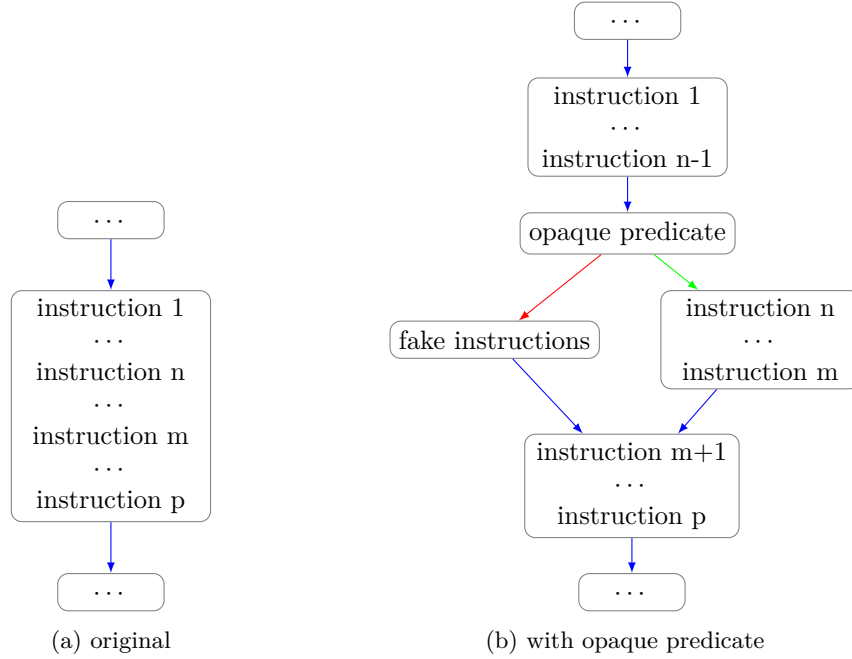 · · ·
instruction 1
· · ·
instruction n
· · ·
instruction m
· · ·
instruction p
· · ·
(a) original
· · ·
instruction 1
· · ·
instruction n-1
opaque predicate
fake instructions
instruction n
· · ·
instruction m
instruction m+1
· · ·
instruction p
· · ·
(b) with opaque predicate